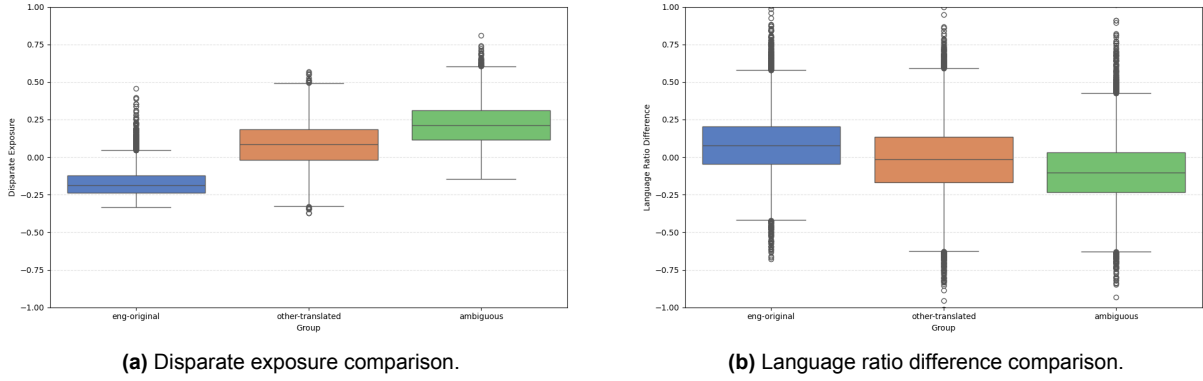 1.00
0.75
0.50
0.25
0.00
−0.25
−0.50
−0.75
−1.00
Disparate Exposure
eng-original other-translated ambiguous
Group
(a) Disparate exposure comparison.
1.00
0.75
0.50
0.25
0.00
−0.25
−0.50
−0.75
−1.00
Language Ratio Difference
eng-original other-translated ambiguous
Group
(b) Language ratio difference comparison.